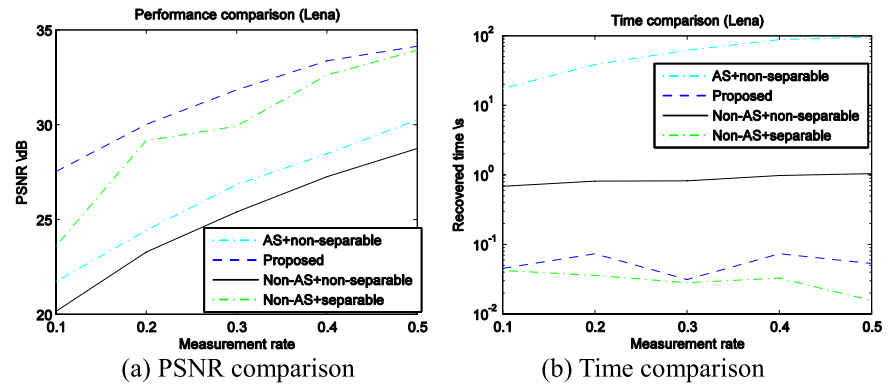 Performance comparison (Lena)
35
30
25
20
PSNR \dB
0.1 0.2 0.3 0.4 0.5
Measurement rate
AS+non-separable
Proposed
Non-AS+non-separable
Non-AS+separable
(a) PSNR comparison
Time comparison (Lena)
10^2
10^1
10^0
10^-1
10^-2
Recovered time \s
0.1 0.2 0.3 0.4 0.5
Measurement rate
AS+non-separable
Proposed
Non-AS+non-separable
Non-AS+separable
(b) Time comparison